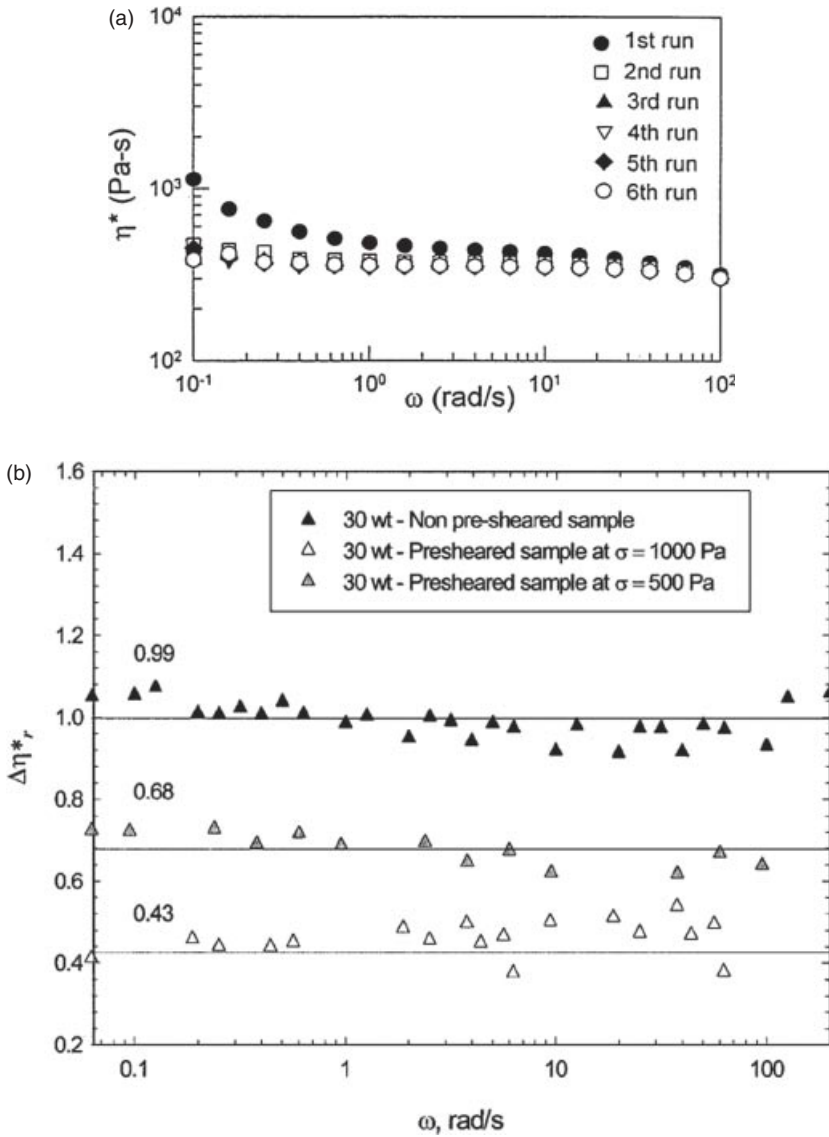 (a)
10⁴
10³
10²
η* (Pa-s)
1st run
2nd run
3rd run
4th run
5th run
6th run
10⁻¹
10⁰
10¹
10²
ω (rad/s)
(b)
1.6
1.4
1.2
1.0
0.8
0.6
0.4
0.2
Δη*ᵣ
30 wt - Non pre-sheared sample
30 wt - Presheared sample at σ = 1000 Pa
30 wt - Presheared sample at σ = 500 Pa
0.99
0.68
0.43
0.1
1
10
100
ω, rad/s